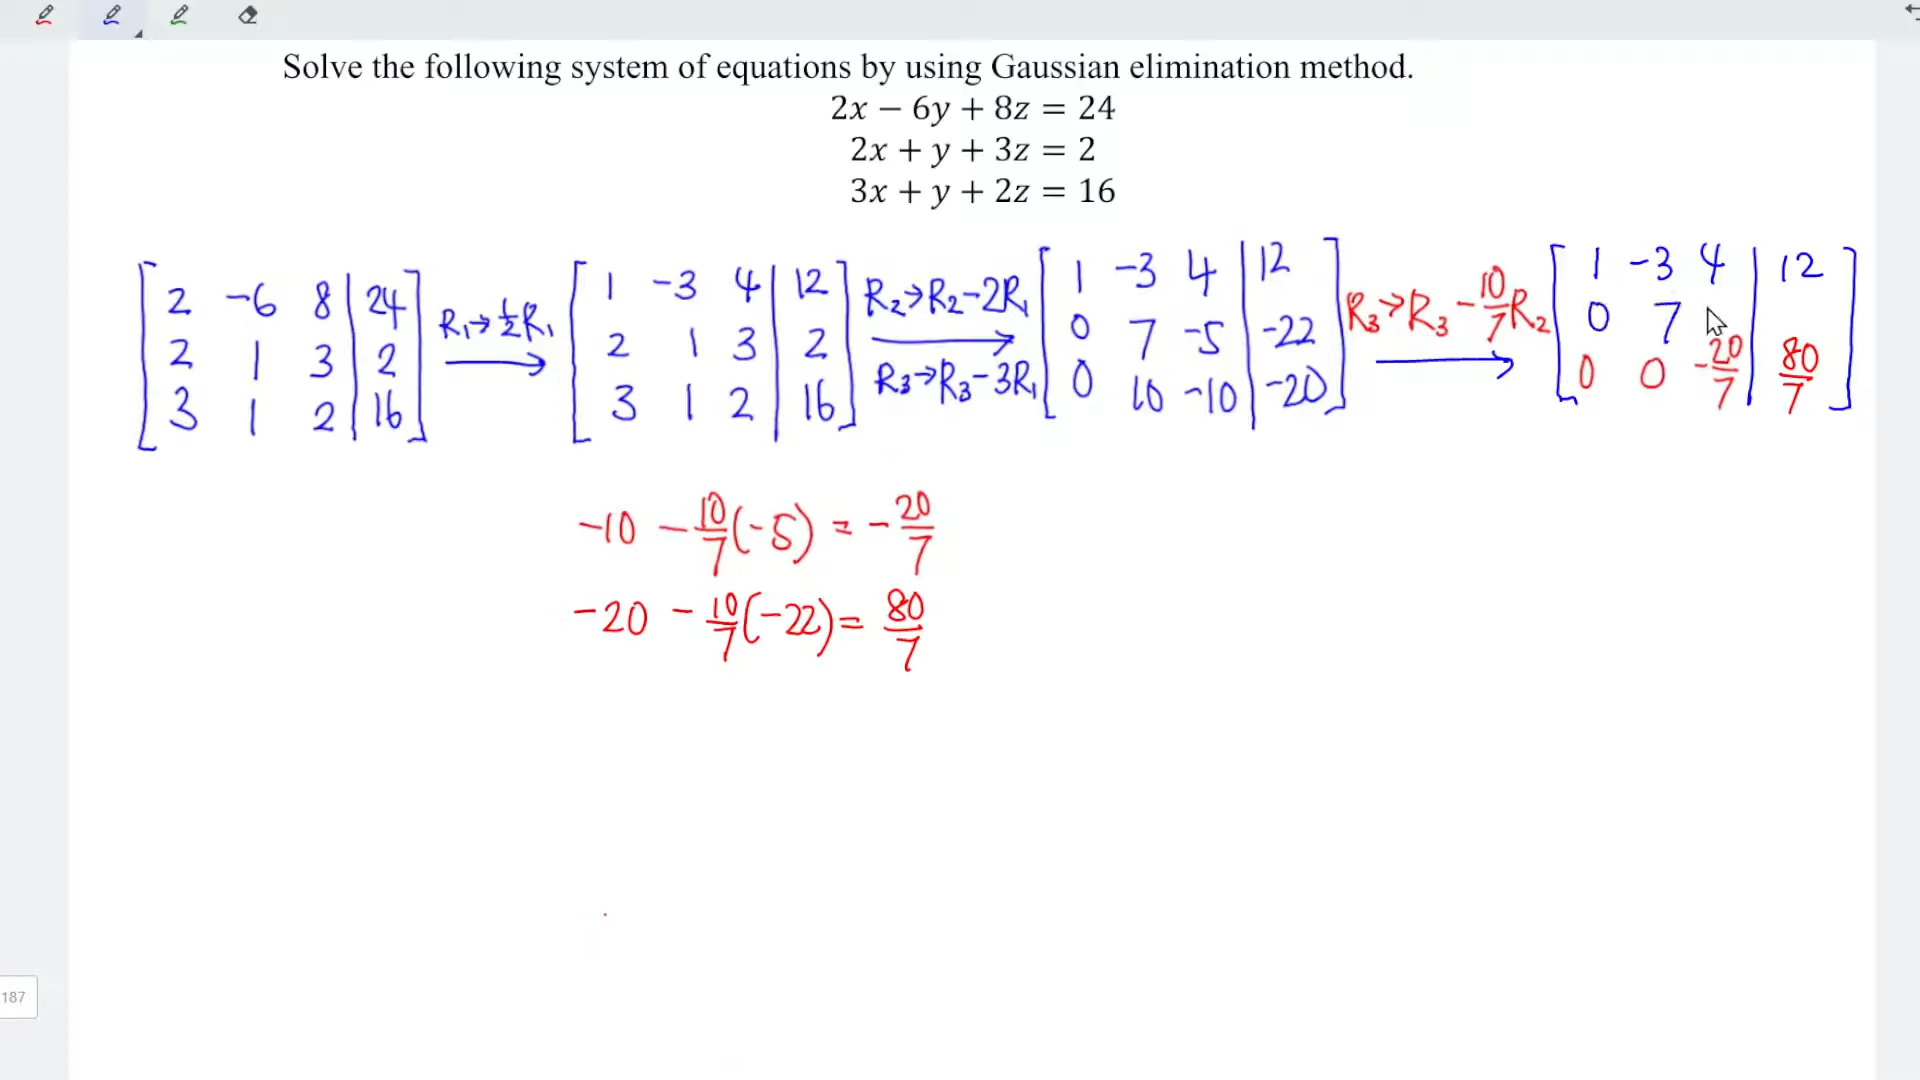 Solve the following system of equations by using Gaussian elimination method.
2x − 6y + 8z = 24
2x + y + 3z = 2
3x + y + 2z = 16
2 -6 8 | 24
2 1 3 | 2
3 1 2 | 16
R₁→½R₁
1 -3 4 | 12
2 1 3 | 2
3 1 2 | 16
R₂→R₂-2R₁
R₃→R₃-3R₁
1 -3 4 | 12
0 7 -5 | -22
0 10 -10 | -20
R₃→R₃-10/7R₂
1 -3 4 | 12
0 7
0 0 -20/7 | 80/7
-10 - 10/7(-5) = -20/7
-20 - 10/7(-22) = 80/7
187